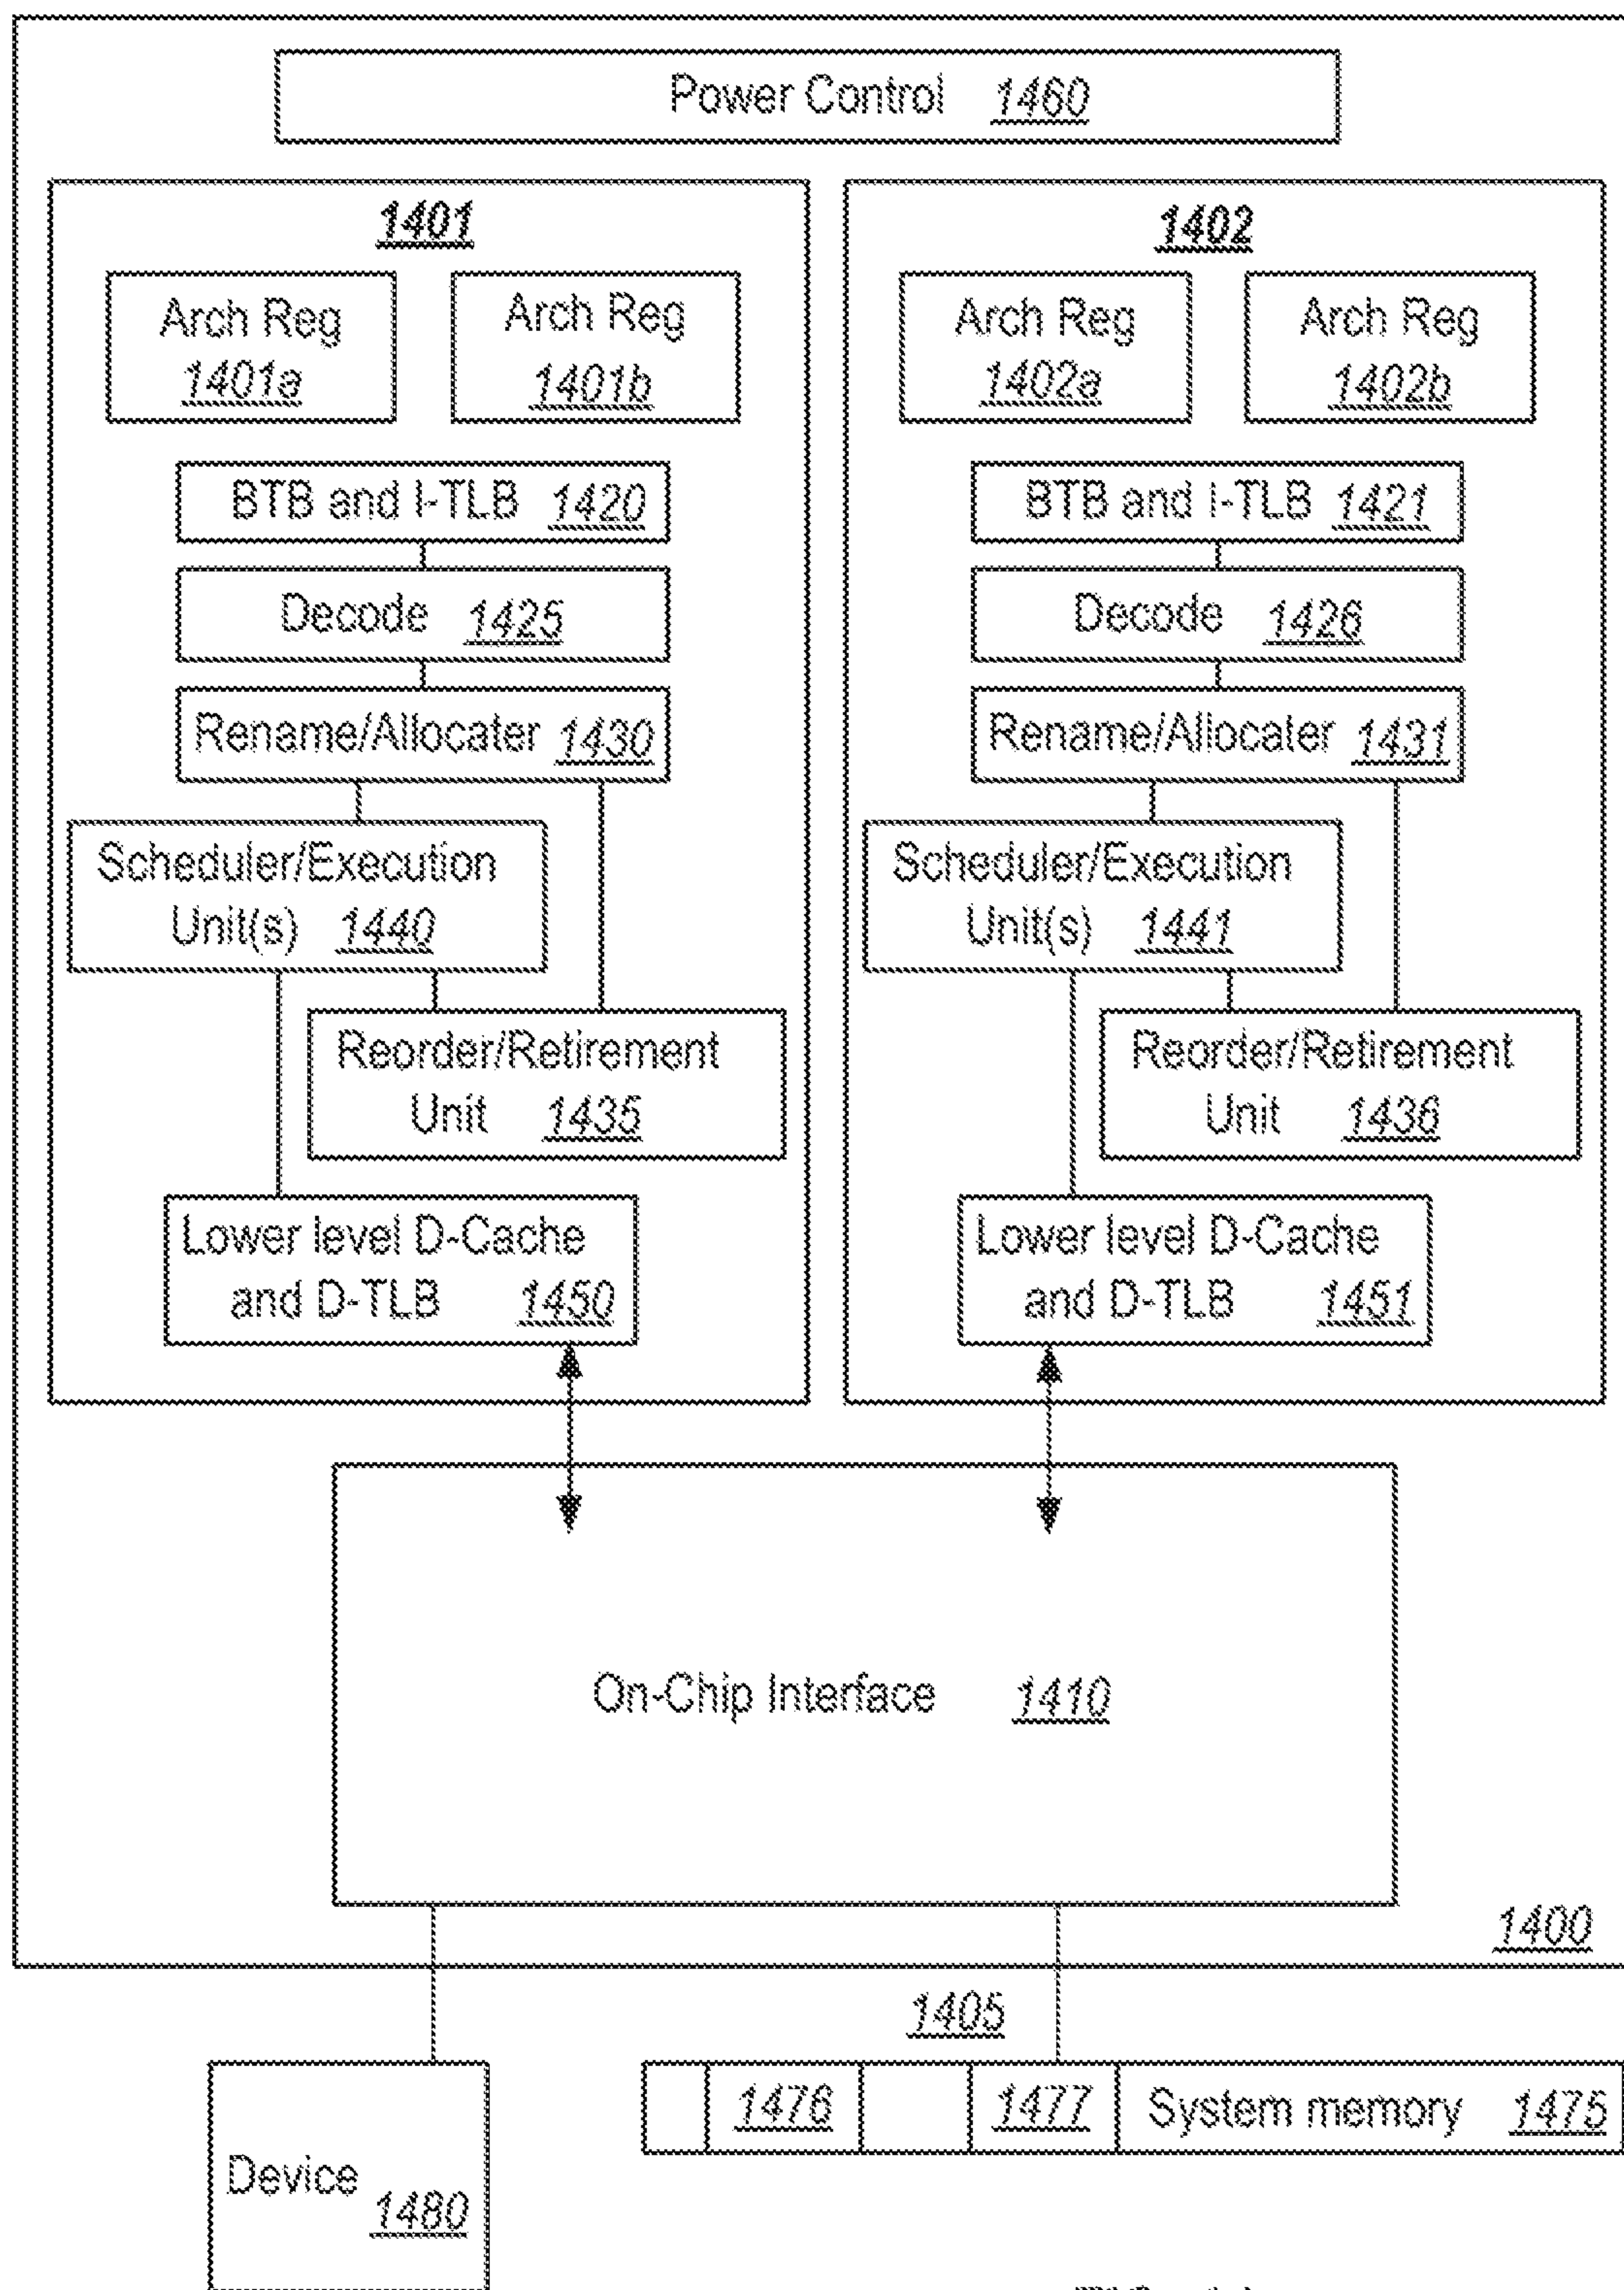 Power Control 1460
1401
Arch Reg
1401a
Arch Reg
1401b
BTB and I-TLB 1420
Decode 1425
Rename/Allocater 1430
Scheduler/Execution
Unit(s) 1440
Reorder/Retirement
Unit 1435
Lower level D-Cache
and D-TLB 1450
1402
Arch Reg
1402a
Arch Reg
1402b
BTB and I-TLB 1421
Decode 1426
Rename/Allocater 1431
Scheduler/Execution
Unit(s) 1441
Reorder/Retirement
Unit 1436
Lower level D-Cache
and D-TLB 1451
On-Chip Interface 1410
1400
1405
1476 1477 System memory 1475
Device 1480